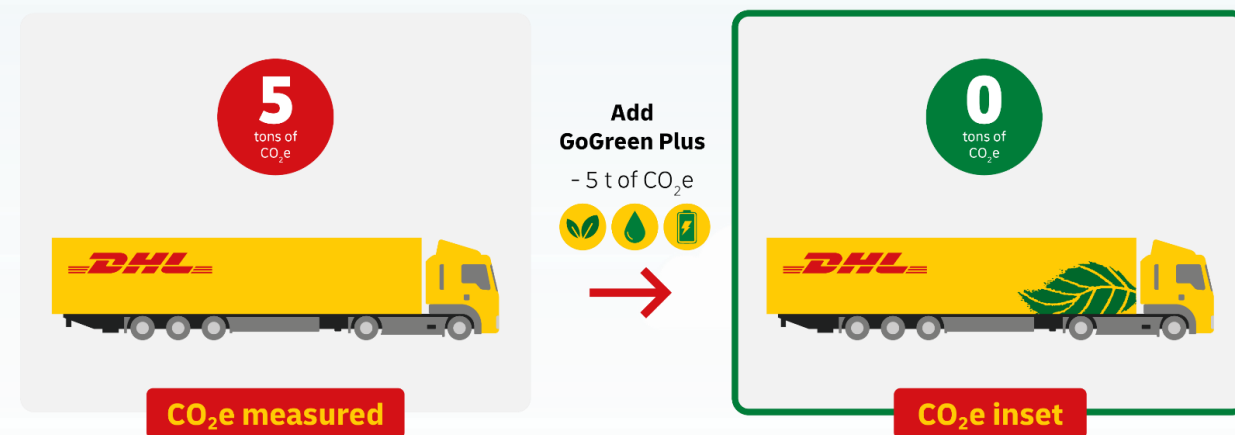 5
tons of
CO₂e
DHL
CO₂e measured
Add
GoGreen Plus
- 5 t of CO₂e
0
tons of
CO₂e
DHL
CO₂e inset